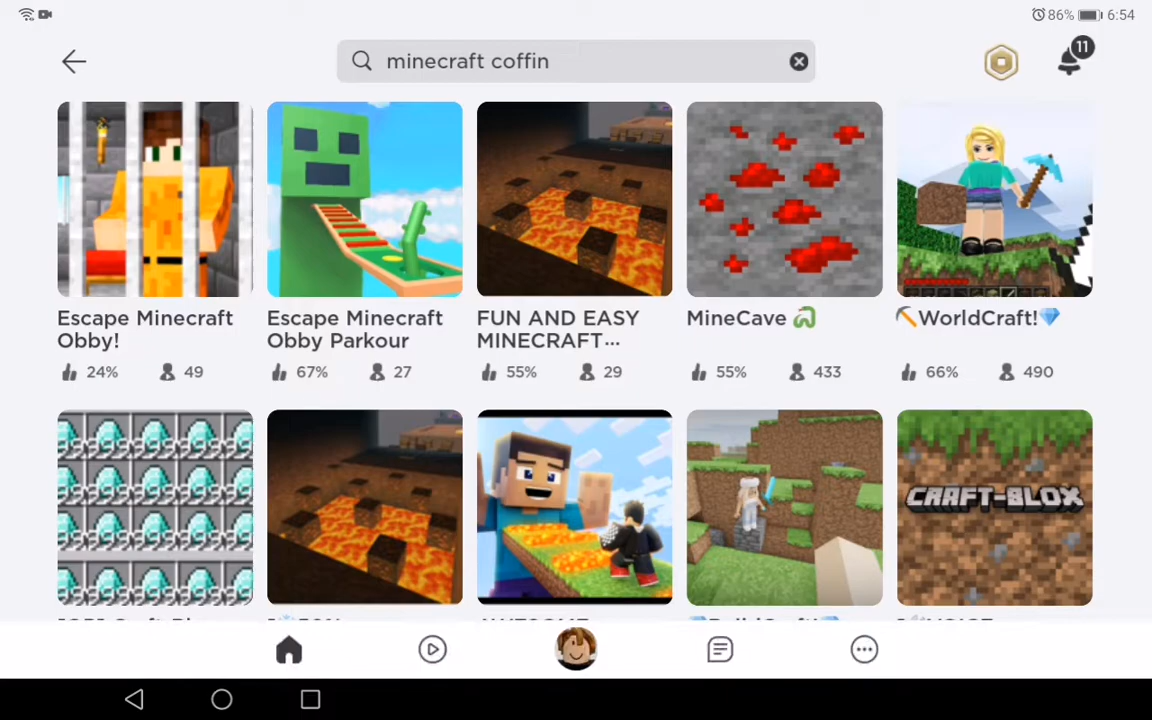 86% 6:54
minecraft coffin
11
Escape Minecraft
Obby!
24% 49
Escape Minecraft
Obby Parkour
67% 27
FUN AND EASY
MINECRAFT...
55% 29
MineCave
55% 433
WorldCraft!
66% 490
CRAFT-BLOX